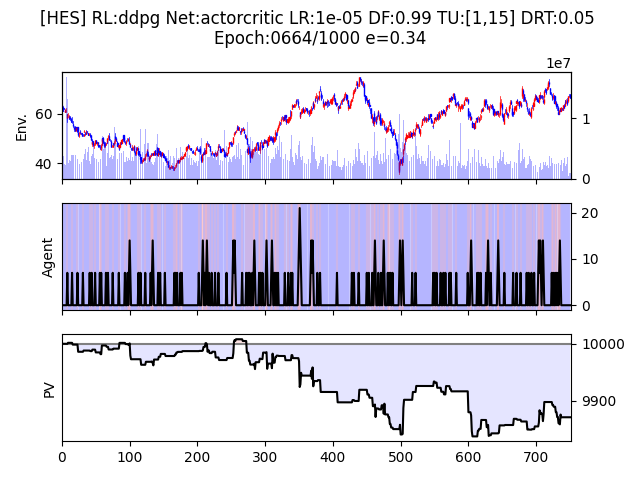 [HES] RL:ddpg Net:actorcritic LR:1e-05 DF:0.99 TU:[1,15] DRT:0.05
Epoch:0664/1000 e=0.34
1e7
Env.
60
40
1
0
Agent
20
10
0
PV
10000
9900
0 100 200 300 400 500 600 700